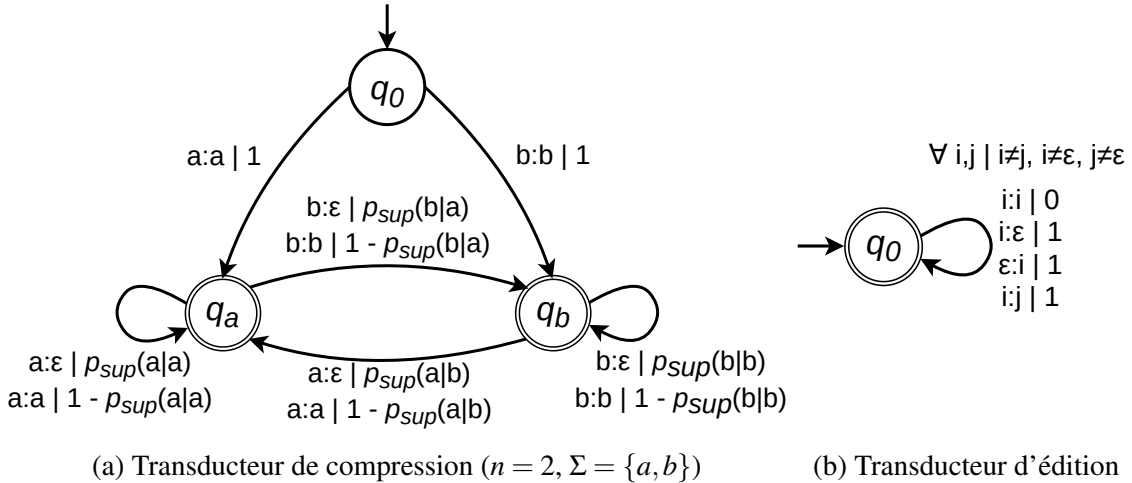 q0
a:a | 1
b:b | 1
b:ε | psup(b|a)
b:b | 1 - psup(b|a)
qa
qb
a:ε | psup(a|a)
a:a | 1 - psup(a|a)
a:ε | psup(a|b)
a:a | 1 - psup(a|b)
b:ε | psup(b|b)
b:b | 1 - psup(b|b)
(a) Transducteur de compression (n = 2, Σ = {a,b})
∀ i,j | i≠j, i≠ε, j≠ε
q0
i:i | 0
i:ε | 1
ε:i | 1
i:j | 1
(b) Transducteur d'édition